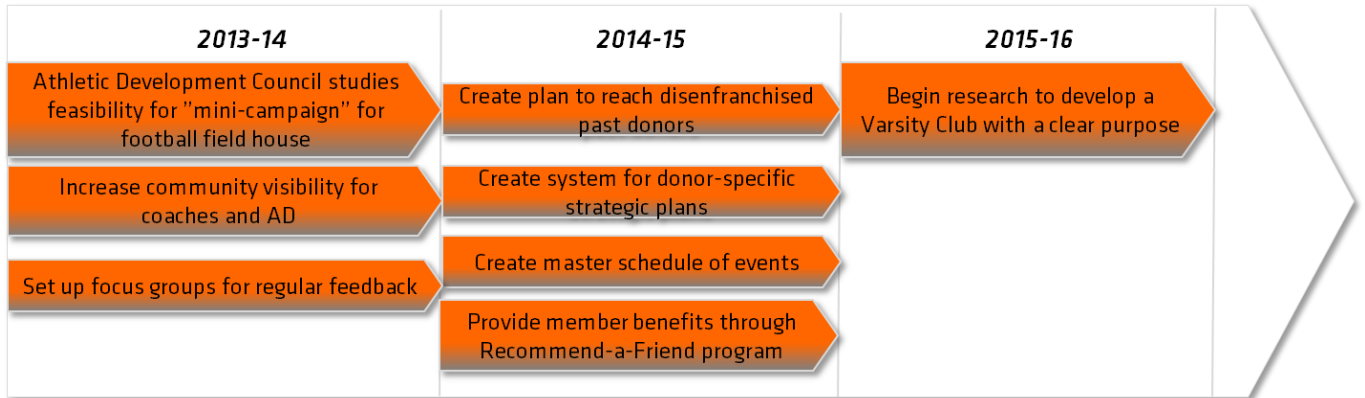 2013-14
Athletic Development Council studies
feasibility for ”mini-campaign” for
football field house
Increase community visibility for
coaches and AD
Set up focus groups for regular feedback
2014-15
Create plan to reach disenfranchised
past donors
Create system for donor-specific
strategic plans
Create master schedule of events
Provide member benefits through
Recommend-a-Friend program
2015-16
Begin research to develop a
Varsity Club with a clear purpose